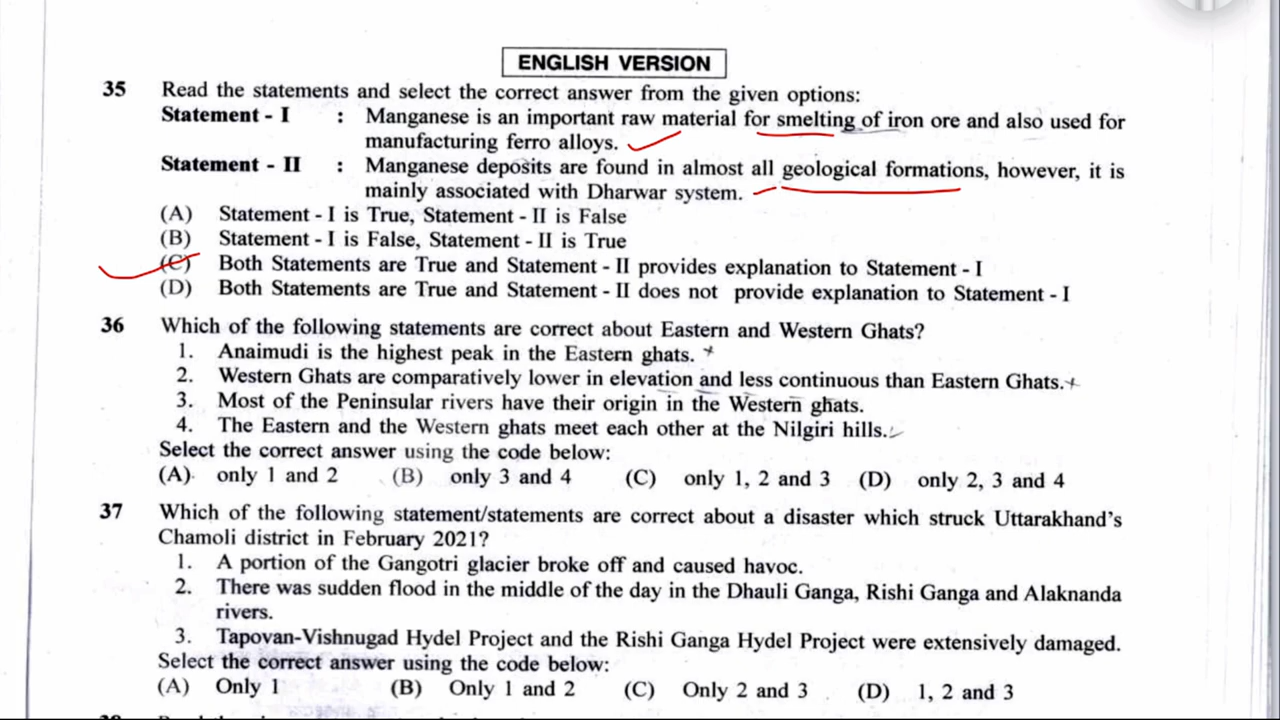 ENGLISH VERSION
35 Read the statements and select the correct answer from the given options:
Statement - I : Manganese is an important raw material for smelting of iron ore and also used for
manufacturing ferro alloys.
Statement - II : Manganese deposits are found in almost all geological formations, however, it is
mainly associated with Dharwar system.
(A) Statement - I is True, Statement - II is False
(B) Statement - I is False, Statement - II is True
(C) Both Statements are True and Statement - II provides explanation to Statement - I
(D) Both Statements are True and Statement - II does not provide explanation to Statement - I
36 Which of the following statements are correct about Eastern and Western Ghats?
1. Anaimudi is the highest peak in the Eastern ghats.
2. Western Ghats are comparatively lower in elevation and less continuous than Eastern Ghats.
3. Most of the Peninsular rivers have their origin in the Western ghats.
4. The Eastern and the Western ghats meet each other at the Nilgiri hills.
Select the correct answer using the code below:
(A) only 1 and 2 (B) only 3 and 4 (C) only 1, 2 and 3 (D) only 2, 3 and 4
37 Which of the following statement/statements are correct about a disaster which struck Uttarakhand's
Chamoli district in February 2021?
1. A portion of the Gangotri glacier broke off and caused havoc.
2. There was sudden flood in the middle of the day in the Dhauli Ganga, Rishi Ganga and Alaknanda
rivers.
3. Tapovan-Vishnugad Hydel Project and the Rishi Ganga Hydel Project were extensively damaged.
Select the correct answer using the code below:
(A) Only 1 (B) Only 1 and 2 (C) Only 2 and 3 (D) 1, 2 and 3